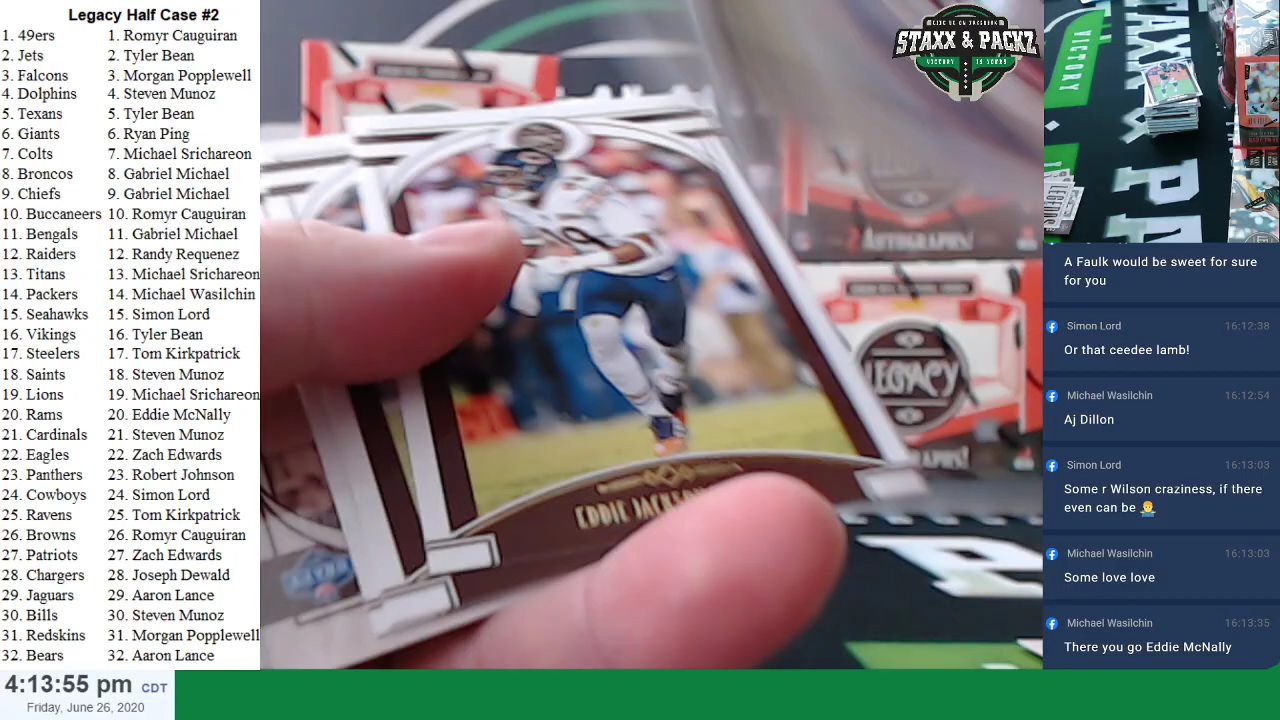 Legacy Half Case #2
1. 49ers 1. Romyr Cauguiran
2. Jets 2. Tyler Bean
3. Falcons 3. Morgan Popplewell
4. Dolphins 4. Steven Munoz
5. Texans 5. Tyler Bean
6. Giants 6. Ryan Ping
7. Colts 7. Michael Srichareon
8. Broncos 8. Gabriel Michael
9. Chiefs 9. Gabriel Michael
10. Buccaneers 10. Romyr Cauguiran
11. Bengals 11. Gabriel Michael
12. Raiders 12. Randy Requenez
13. Titans 13. Michael Srichareon
14. Packers 14. Michael Wasilchin
15. Seahawks 15. Simon Lord
16. Vikings 16. Tyler Bean
17. Steelers 17. Tom Kirkpatrick
18. Saints 18. Steven Munoz
19. Lions 19. Michael Srichareon
20. Rams 20. Eddie McNally
21. Cardinals 21. Steven Munoz
22. Eagles 22. Zach Edwards
23. Panthers 23. Robert Johnson
24. Cowboys 24. Simon Lord
25. Ravens 25. Tom Kirkpatrick
26. Browns 26. Romyr Cauguiran
27. Patriots 27. Zach Edwards
28. Chargers 28. Joseph Dewald
29. Jaguars 29. Aaron Lance
30. Bills 30. Steven Munoz
31. Redskins 31. Morgan Popplewell
32. Bears 32. Aaron Lance
4:13:55 pm CDT
Friday, June 26, 2020
EDDIE
AUTOGRAPHS!
LEGACY
STAXX & PACKZ
VICTORY IS YOURS
VICTORY
A Faulk would be sweet for sure
for you
Simon Lord 16:12:38
Or that ceedee lamb!
Michael Wasilchin 16:12:54
Aj Dillon
Simon Lord 16:13:03
Some r Wilson craziness, if there
even can be 🤷‍♂️
Michael Wasilchin 16:13:03
Some love love
Michael Wasilchin 16:13:35
There you go Eddie McNally